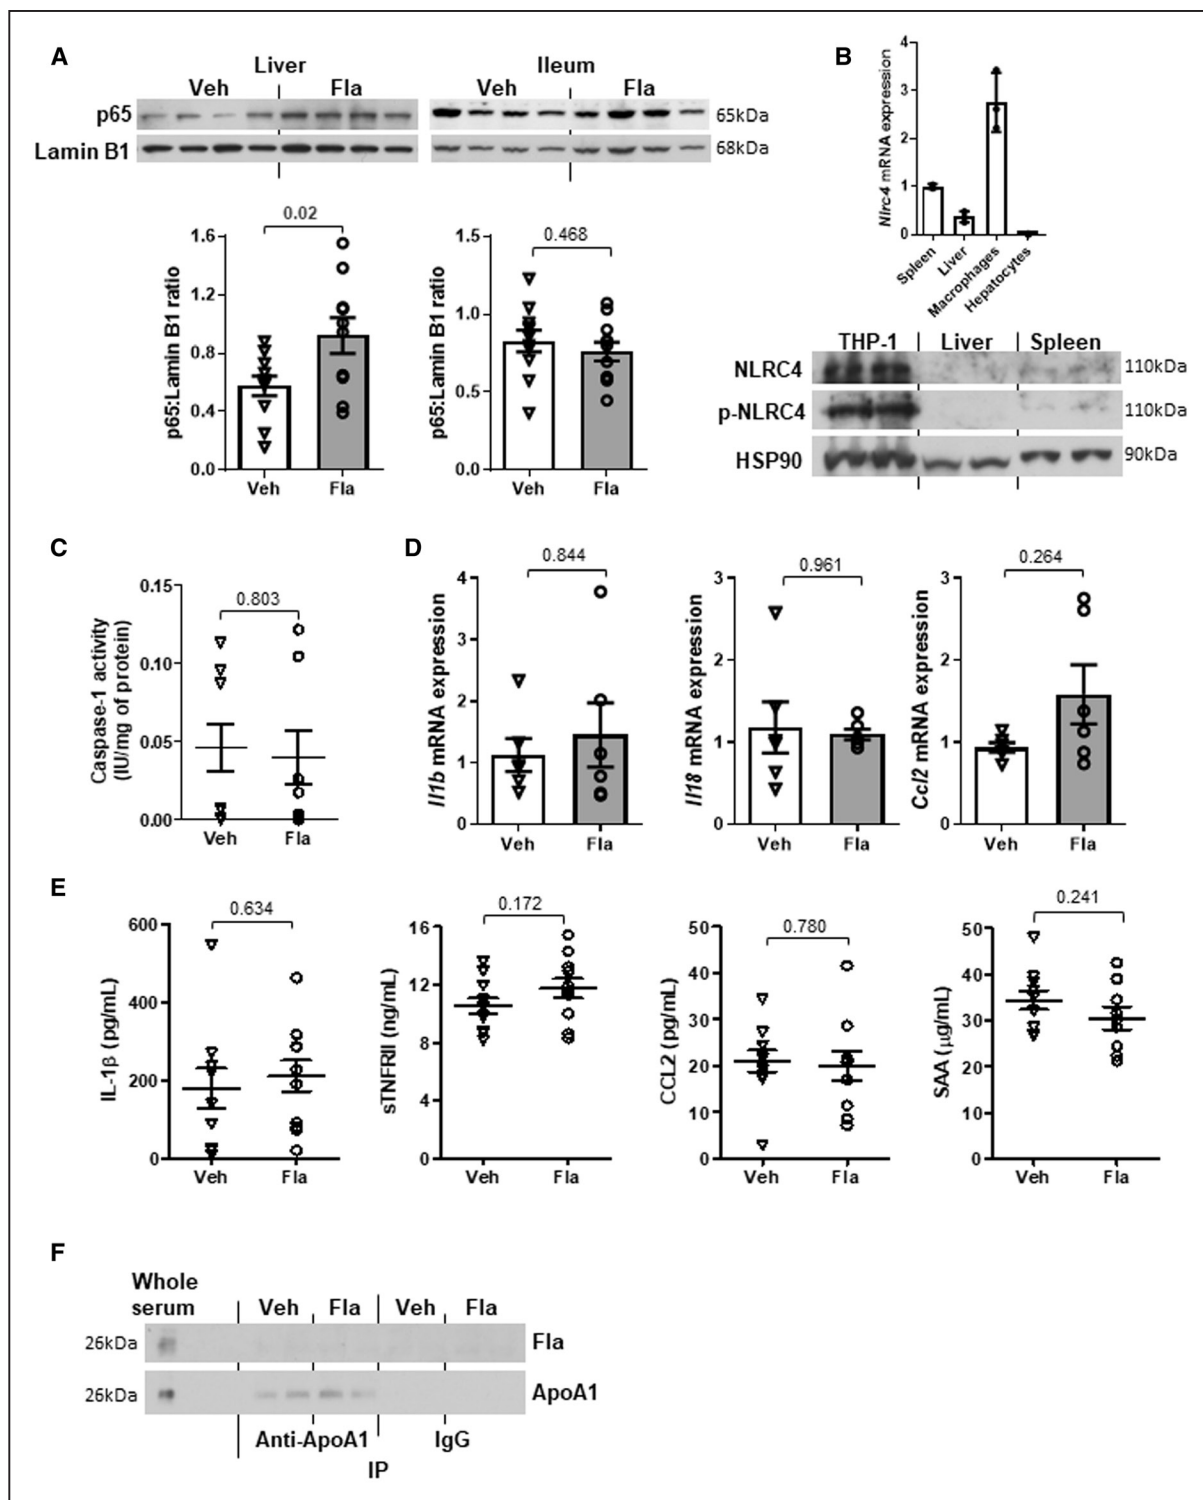 A
Liver
Ileum
Veh
Fla
Veh
Fla
p65
65kDa
Lamin B1
68kDa
0.02
p65:Lamin B1 ratio
1.6
1.2
0.8
0.4
0.0
Veh
Fla
0.468
p65:Lamin B1 ratio
1.5
1.0
0.5
0.0
Veh
Fla
B
Nlrc4 mRNA expression
4
3
2
1
0
Spleen
Liver
Macrophages
Hepatocytes
THP-1
Liver
Spleen
NLRC4
110kDa
p-NLRC4
110kDa
HSP90
90kDa
C
0.803
Caspase-1 activity
(IU/mg of protein)
0.15
0.10
0.05
0.00
Veh
Fla
D
0.844
Il1b mRNA expression
4
3
2
1
0
Veh
Fla
0.961
Il18 mRNA expression
3
2
1
0
Veh
Fla
0.264
Ccl2 mRNA expression
3
2
1
0
Veh
Fla
E
0.634
IL-1β (pg/mL)
600
400
200
0
Veh
Fla
0.172
sTNFRII (ng/mL)
16
12
8
4
0
Veh
Fla
0.780
CCL2 (pg/mL)
50
40
30
20
10
0
Veh
Fla
0.241
SAA (μg/mL)
50
40
30
20
10
0
Veh
Fla
F
Whole
serum
Veh
Fla
Veh
Fla
26kDa
Fla
26kDa
ApoA1
Anti-ApoA1
IgG
IP